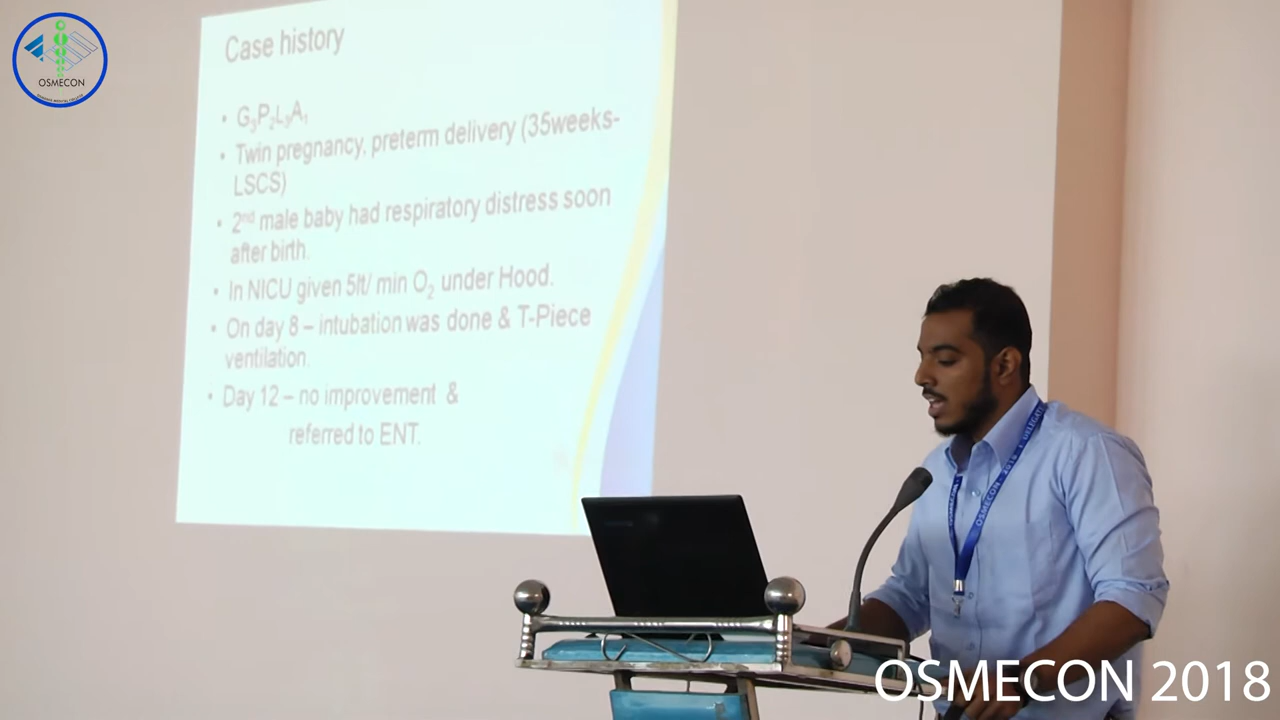 OSMECON
Case history
• G3P2L3A1
• Twin pregnancy, preterm delivery (35weeks-
LSCS)
• 2nd male baby had respiratory distress soon
after birth.
• In NICU given 5lt/ min O2 under Hood.
• On day 8 – intubation was done & T-Piece
ventilation.
• Day 12 – no improvement &
referred to ENT.
OSMECON 2018 • DELEGATE
OSMECON 2018